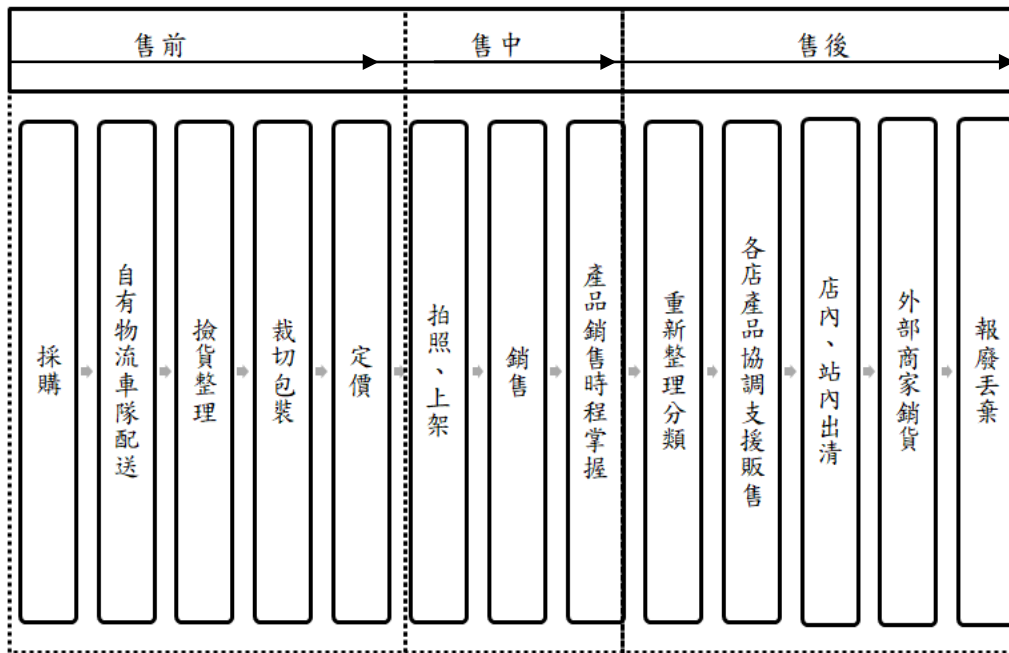 售前
售中
售後
採購
自有物流車隊配送
撿貨整理
裁切包裝
定價
拍照、上架
銷售
產品銷售時程掌握
重新整理分類
各店產品協調支援販售
店內、站內出清
外部商家銷貨
報廢丟棄